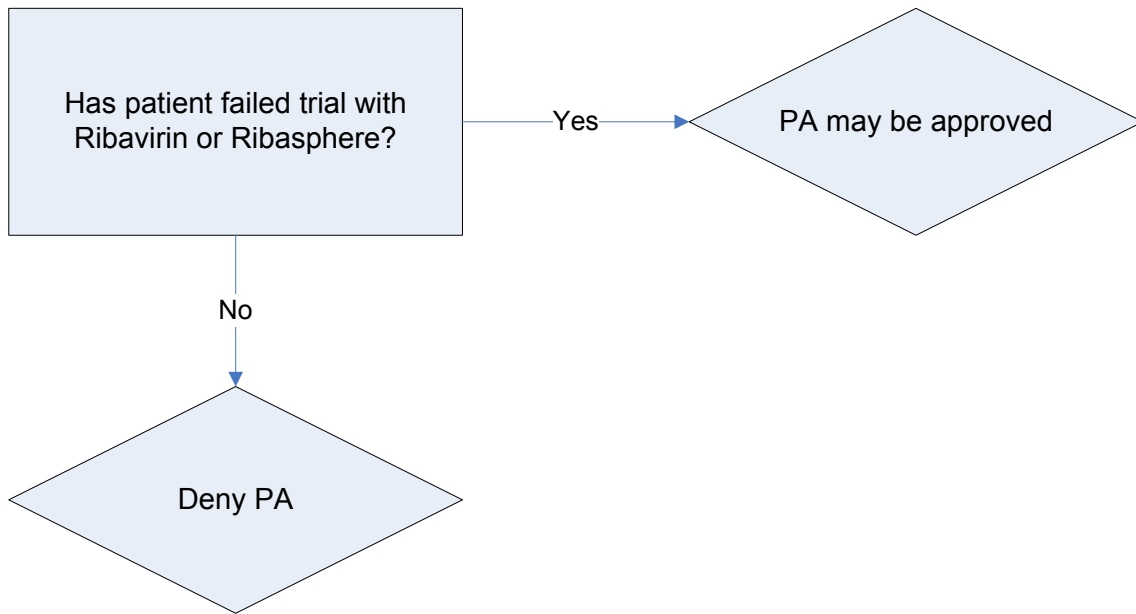 Has patient failed trial with
Ribavirin or Ribasphere?
Yes
PA may be approved
No
Deny PA